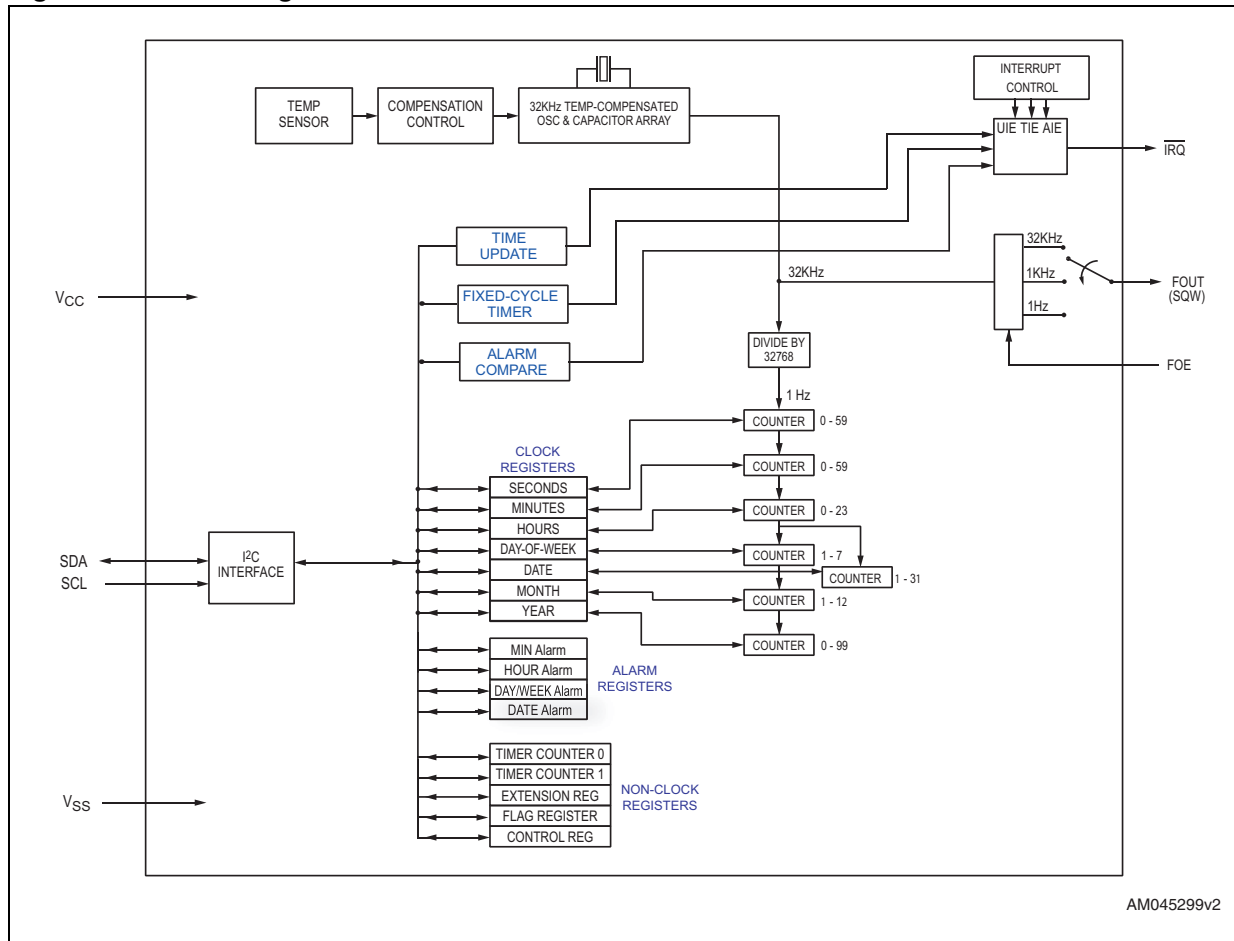 INTERRUPT
CONTROL
TEMP
SENSOR
COMPENSATION
CONTROL
32KHz TEMP-COMPENSATED
OSC & CAPACITOR ARRAY
UIE TIE AIE
IRQ
TIME
UPDATE
32KHz
32KHz
1KHz
1Hz
FOUT
(SQW)
VCC
FIXED-CYCLE
TIMER
DIVIDE BY
32768
ALARM
COMPARE
FOE
1 Hz
COUNTER 0 - 59
CLOCK
REGISTERS
COUNTER 0 - 59
SECONDS
MINUTES
HOURS
COUNTER 0 - 23
DAY-OF-WEEK
COUNTER 1 - 7
DATE
COUNTER 1 - 31
MONTH
COUNTER 1 - 12
YEAR
COUNTER 0 - 99
SDA
SCL
I2C
INTERFACE
MIN Alarm
HOUR Alarm
DAY/WEEK Alarm
DATE Alarm
ALARM
REGISTERS
TIMER COUNTER 0
TIMER COUNTER 1
EXTENSION REG
FLAG REGISTER
CONTROL REG
NON-CLOCK
REGISTERS
VSS
AM045299v2